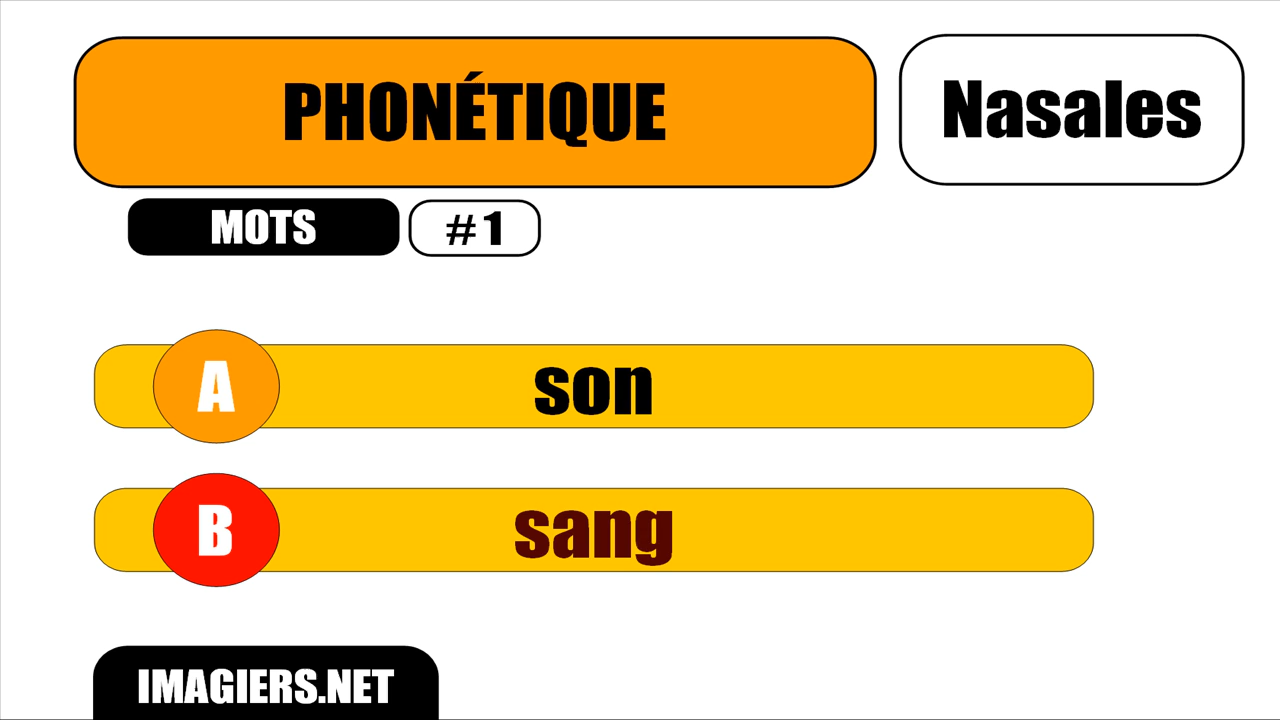 PHONÉTIQUE
Nasales
MOTS
#1
A
son
B
sang
IMAGIERS.NET